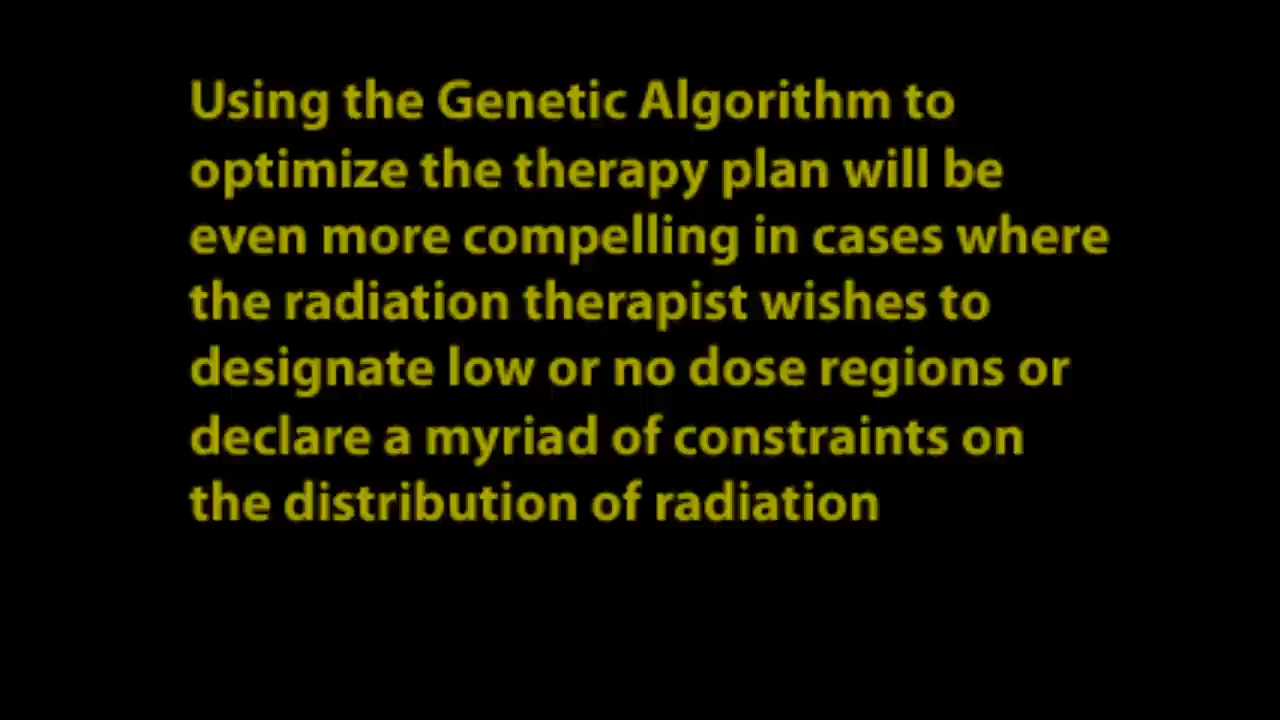 Using the Genetic Algorithm to
optimize the therapy plan will be
even more compelling in cases where
the radiation therapist wishes to
designate low or no dose regions or
declare a myriad of constraints on
the distribution of radiation